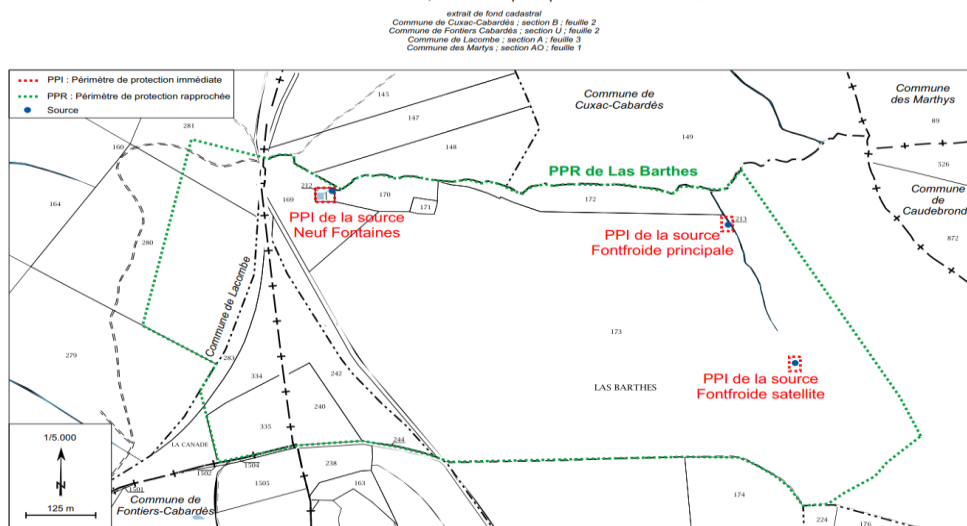 extrait de fond cadastral
Commune de Cuxac-Cabardès ; section B ; feuille 2
Commune de Fontiers Cabardès ; section U ; feuille 2
Commune de Lacombe ; section A ; feuille 3
Commune des Martys ; section AO ; feuille 1
PPI : Périmètre de protection immédiate
PPR : Périmètre de protection rapprochée
Source
Commune de
Cuxac-Cabardès
Commune
des Marthys
145
147
148
149
89
526
281
160
164
PPR de Las Barthes
212
169
170
171
172
213
PPI de la source
Neuf Fontaines
PPI de la source
Fontfroide principale
Commune
de
Caudebrond
872
280
Commune de Lacombe
279
283
334
242
173
LAS BARTHES
PPI de la source
Fontfroide satellite
240
335
LA CANADE
244
1504
1502
1501
1505
238
163
174
224
176
Commune de
Fontiers-Cabardès
1/5.000
N
125 m